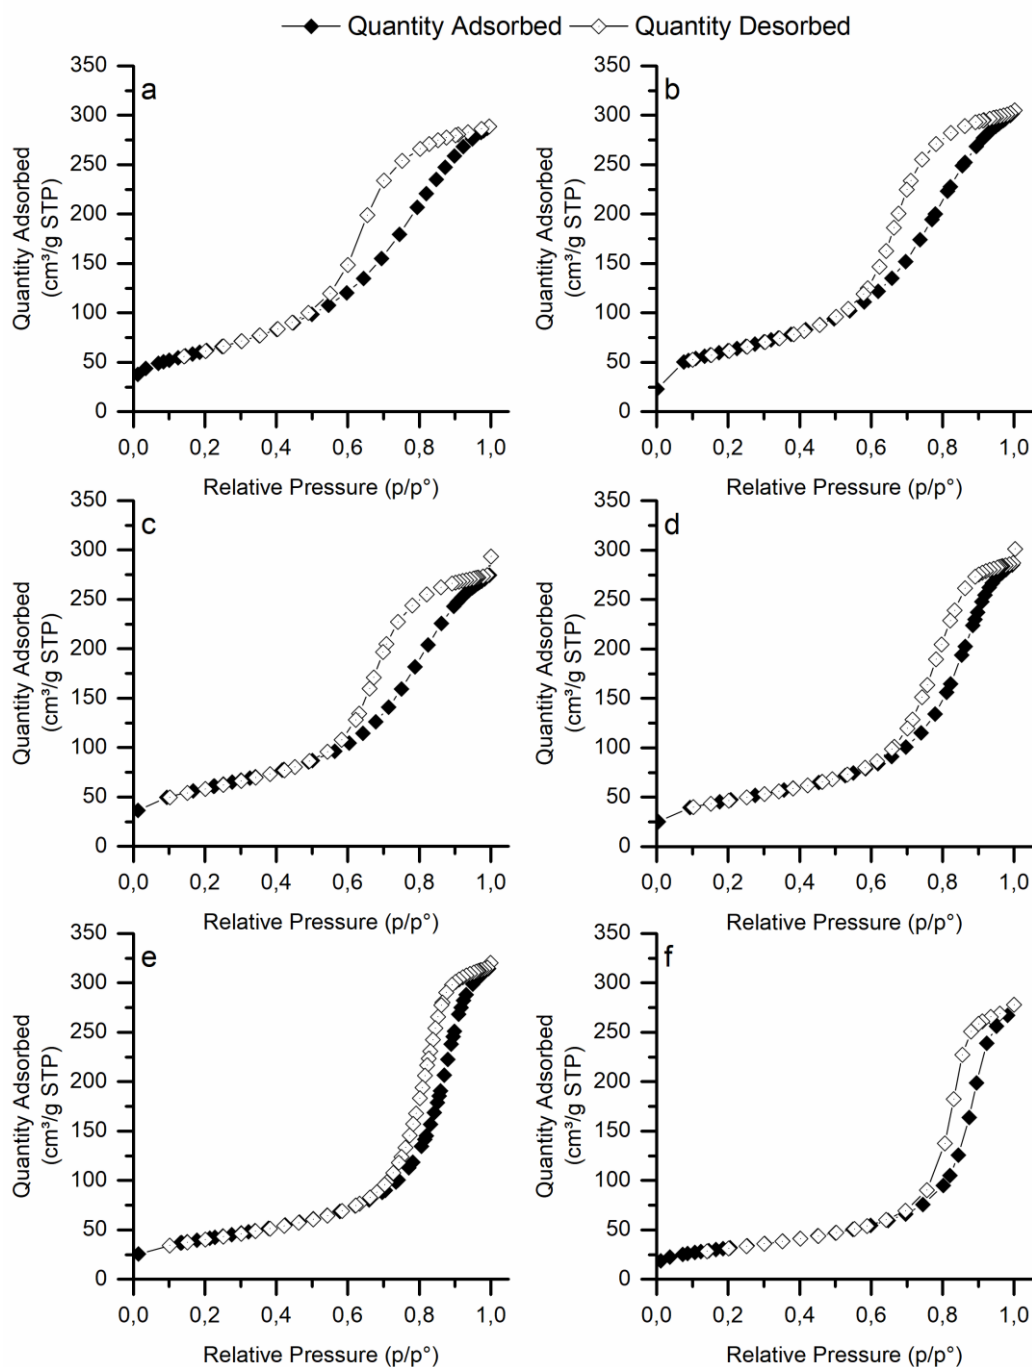 Quantity Adsorbed Quantity Desorbed
a
350
300
250
200
150
100
50
0
Quantity Adsorbed
(cm³/g STP)
0,0 0,2 0,4 0,6 0,8 1,0
Relative Pressure (p/p°)
b
350
300
250
200
150
100
50
0
Quantity Adsorbed
(cm³/g STP)
0,0 0,2 0,4 0,6 0,8 1,0
Relative Pressure (p/p°)
c
350
300
250
200
150
100
50
0
Quantity Adsorbed
(cm³/g STP)
0,0 0,2 0,4 0,6 0,8 1,0
Relative Pressure (p/p°)
d
350
300
250
200
150
100
50
0
Quantity Adsorbed
(cm³/g STP)
0,0 0,2 0,4 0,6 0,8 1,0
Relative Pressure (p/p°)
e
350
300
250
200
150
100
50
0
Quantity Adsorbed
(cm³/g STP)
0,0 0,2 0,4 0,6 0,8 1,0
Relative Pressure (p/p°)
f
350
300
250
200
150
100
50
0
Quantity Adsorbed
(cm³/g STP)
0,0 0,2 0,4 0,6 0,8 1,0
Relative Pressure (p/p°)